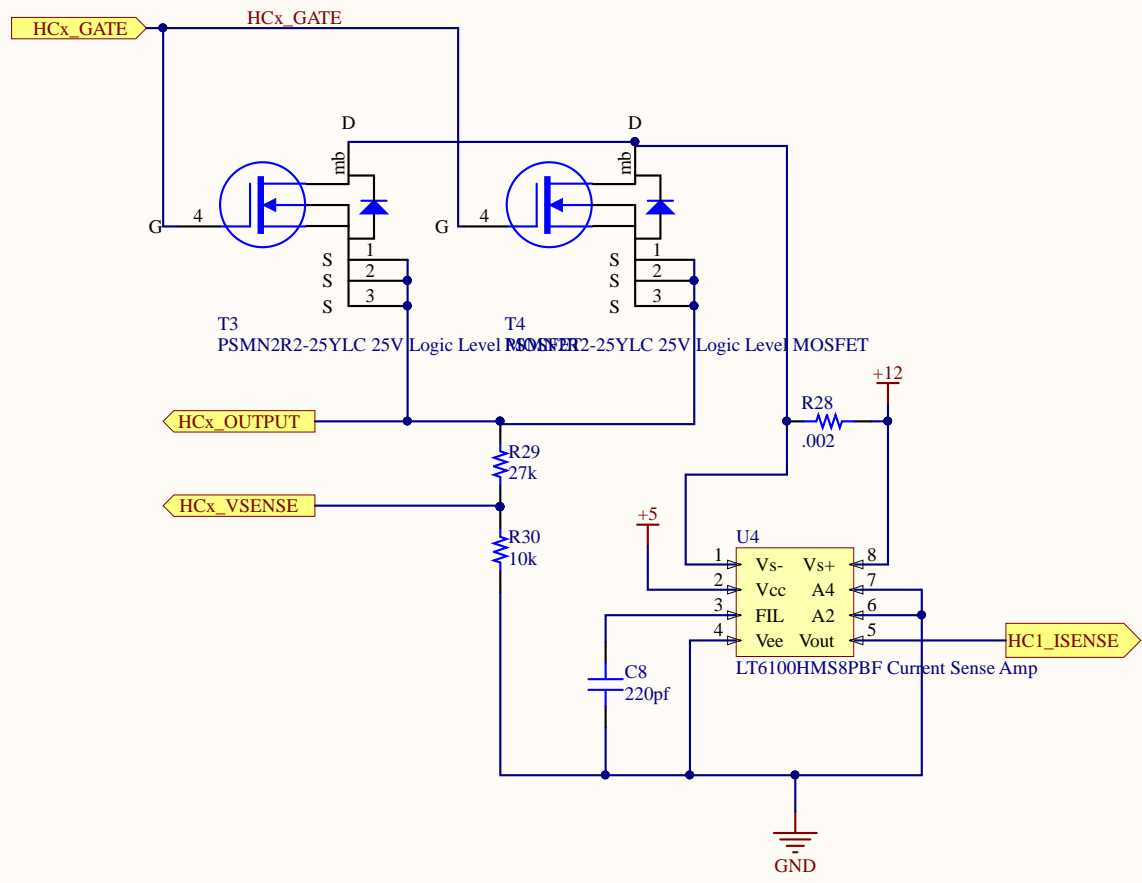 HCx_GATE
HCx_GATE
D
D
mb
mb
G
4
G
4
S
1
S
1
S
2
S
2
S
3
S
3
T3
T4
PSMN2R2-25YLC 25V Logic Level MOSFET
PSMN2R2-25YLC 25V Logic Level MOSFET
+12
R28
.002
HCx_OUTPUT
R29
27k
HCx_VSENSE
+5
R30
10k
U4
1
Vs-
Vs+
8
2
Vcc
A4
7
3
FIL
A2
6
4
Vee
Vout
5
HC1_ISENSE
LT6100HMS8PBF Current Sense Amp
C8
220pf
GND